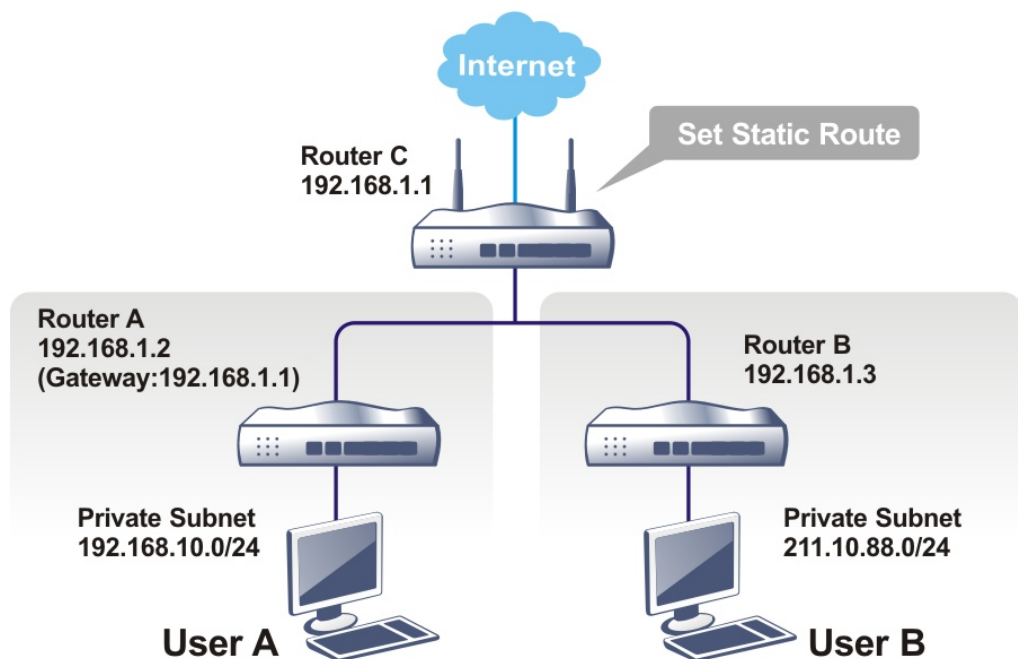 Internet
Set Static Route
Router C
192.168.1.1
Router A
192.168.1.2
(Gateway:192.168.1.1)
Router B
192.168.1.3
Private Subnet
192.168.10.0/24
Private Subnet
211.10.88.0/24
User A
User B